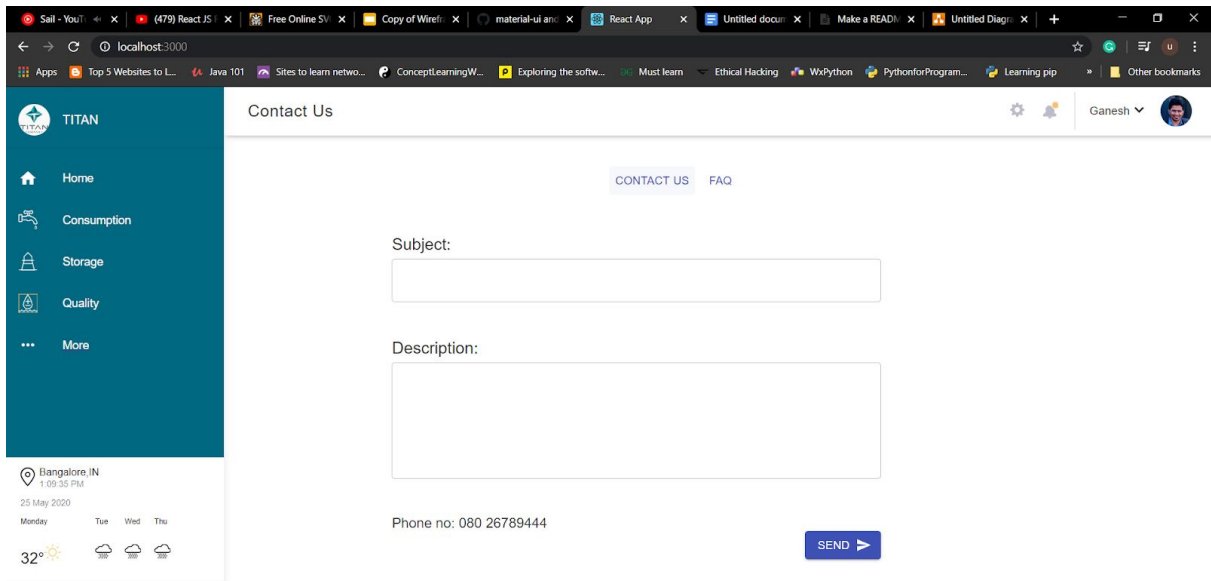 Sail - YouTu
(479) React JS F
Free Online SV
Copy of Wirefr
material-ui and
React App
Untitled docum
Make a READM
Untitled Diagra
localhost:3000
Apps
Top 5 Websites to L...
Java 101
Sites to learn netwo...
ConceptLearningW...
Exploring the softw...
Must learn
Ethical Hacking
WxPython
PythonforProgram...
Learning pip
Other bookmarks
TITAN
TITAN
Contact Us
Ganesh
Home
Consumption
Storage
Quality
More
CONTACT US FAQ
Subject:
Description:
Phone no: 080 26789444
SEND
Bangalore,IN
1:09:35 PM
25 May 2020
Monday Tue Wed Thu
32°